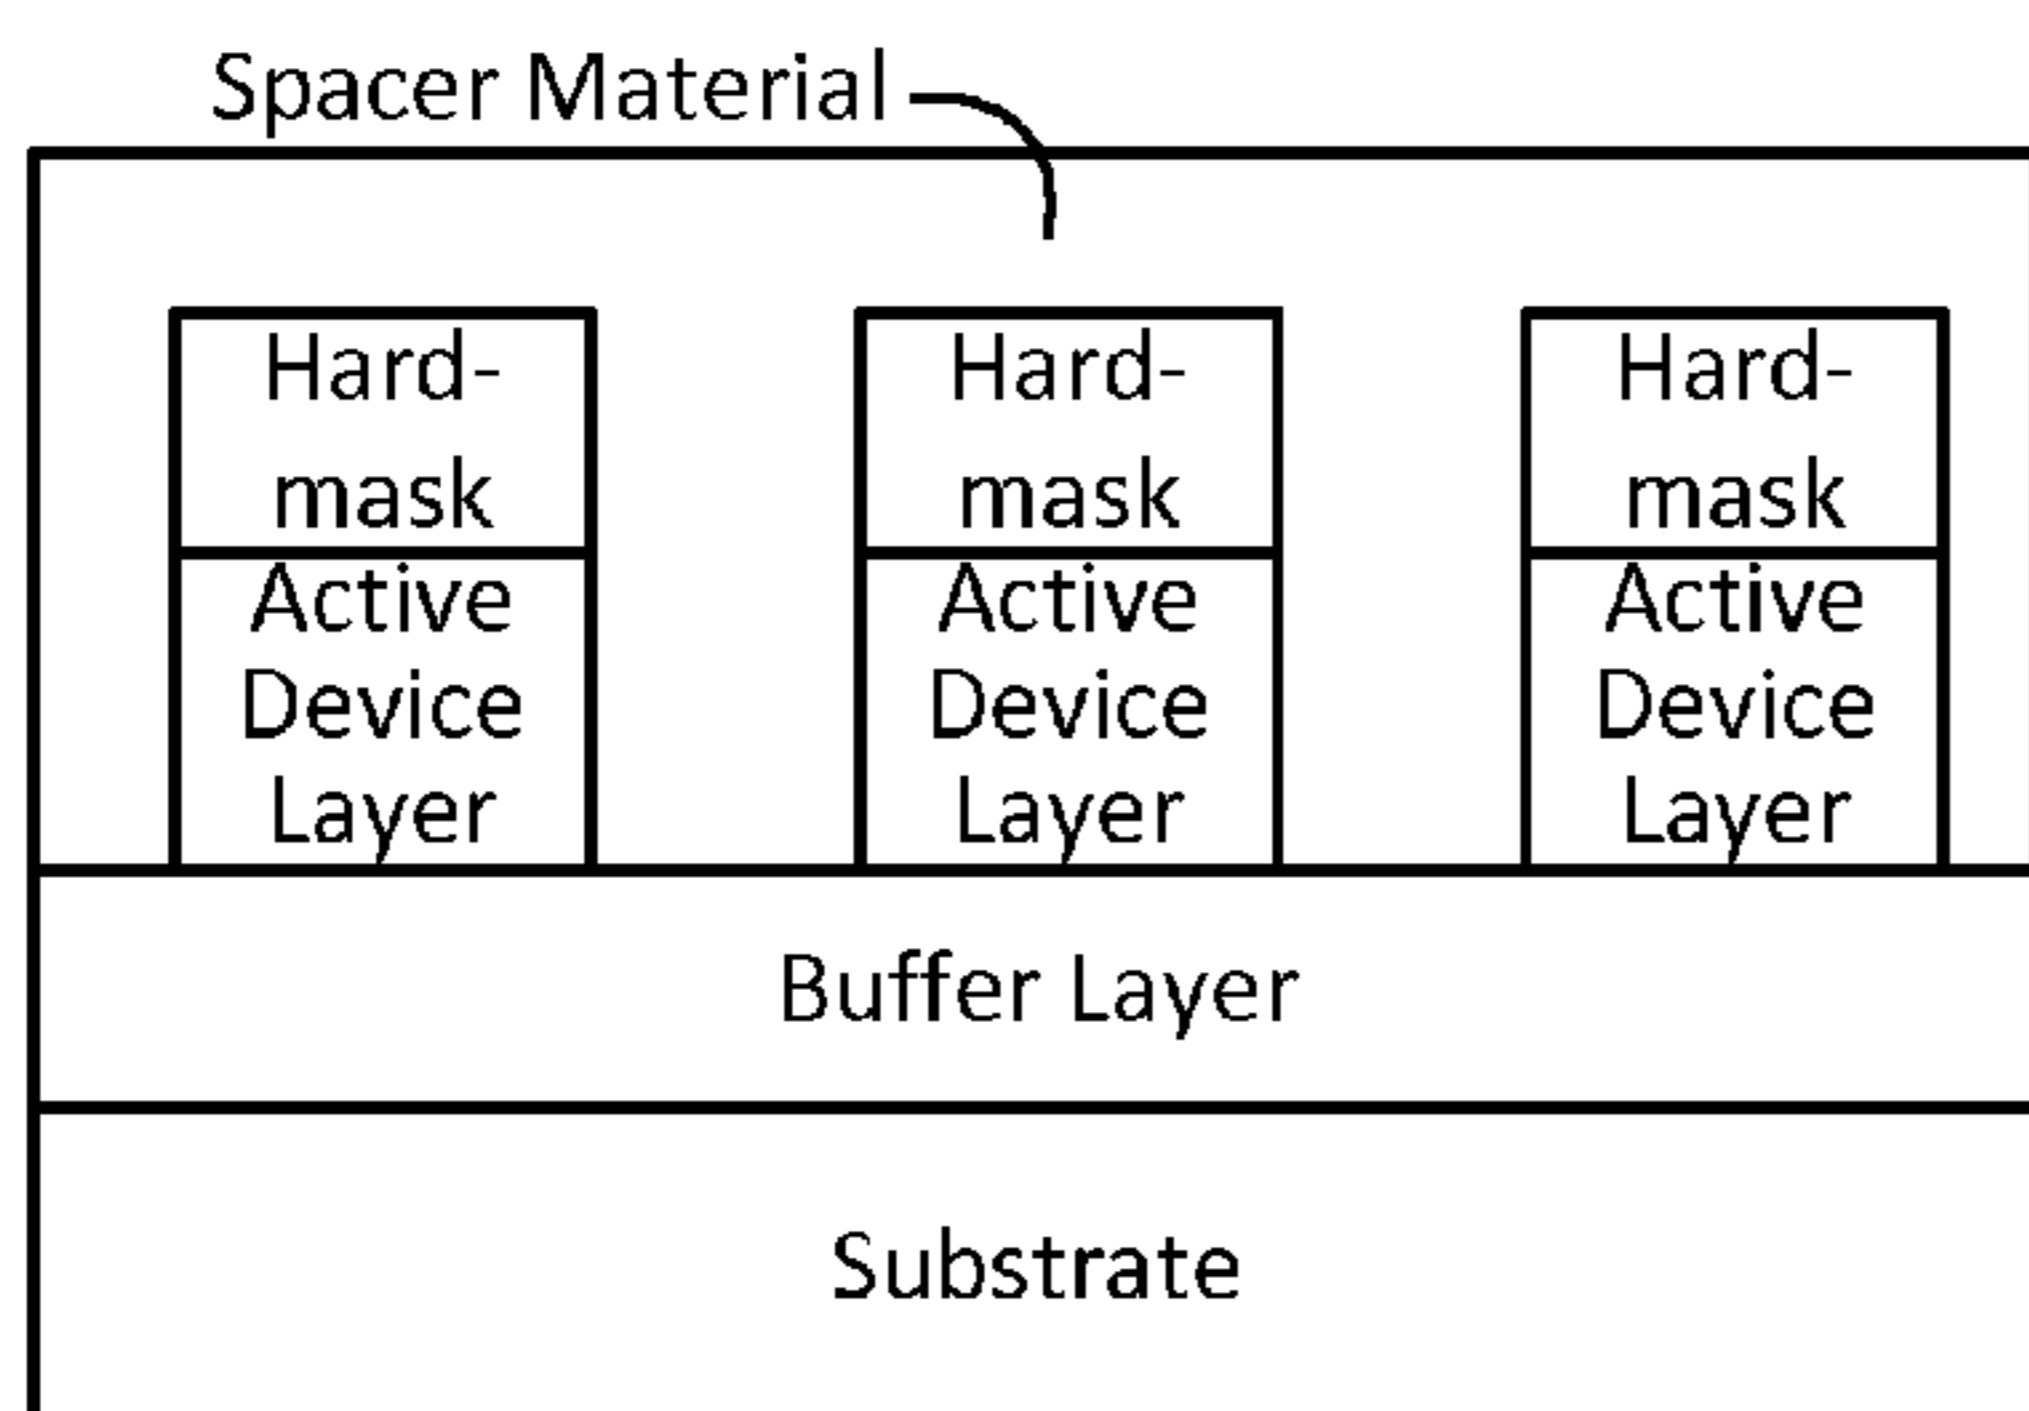 Spacer Material
Hard-
mask
Active
Device
Layer
Hard-
mask
Active
Device
Layer
Hard-
mask
Active
Device
Layer
Buffer Layer
Substrate